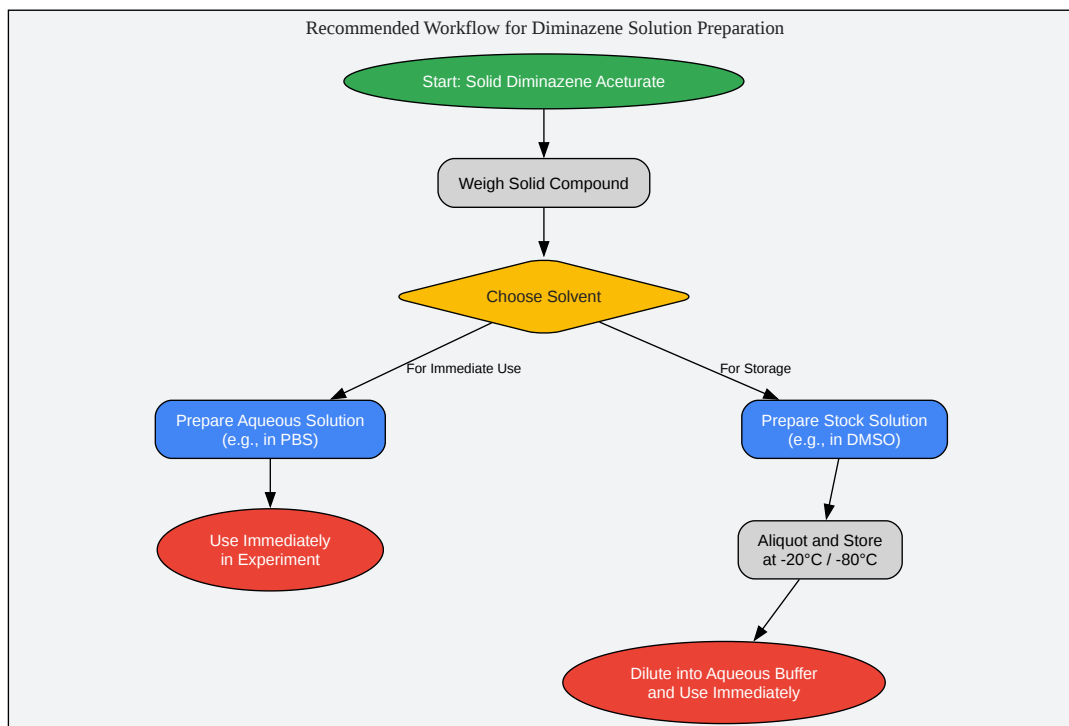 Recommended Workflow for Diminazene Solution Preparation
Start: Solid Diminazene Aceturate
Weigh Solid Compound
Choose Solvent
For Immediate Use
For Storage
Prepare Aqueous Solution
(e.g., in PBS)
Prepare Stock Solution
(e.g., in DMSO)
Use Immediately
in Experiment
Aliquot and Store
at -20°C / -80°C
Dilute into Aqueous Buffer
and Use Immediately